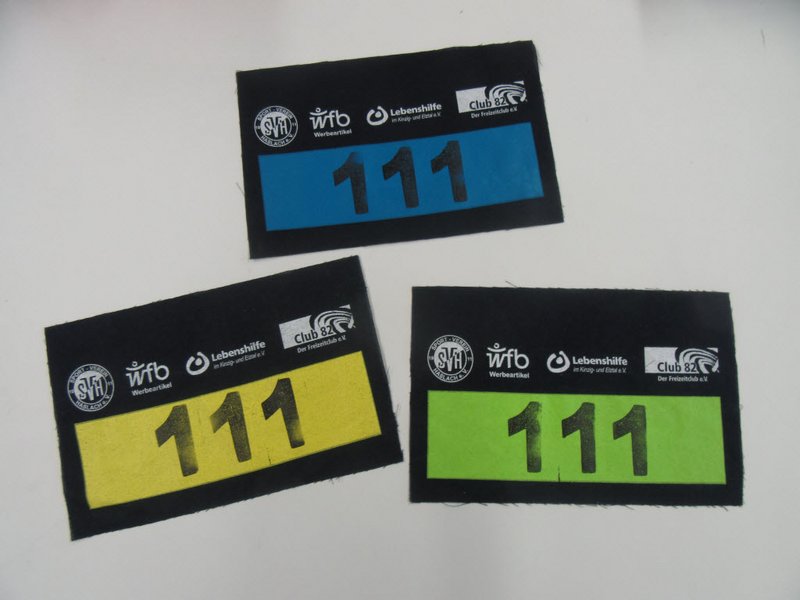 SPORT-VEREIN
SVH
HASLACH e.V.
wfb
Werbeartikel
Lebenshilfe
im Kinzig- und Elztal e.V.
Club 82
Der Freizeitclub e.V.
111
SPORT-VEREIN
SVH
HASLACH e.V.
wfb
Werbeartikel
Lebenshilfe
im Kinzig- und Elztal e.V.
Club 82
Der Freizeitclub e.V.
111
SPORT-VEREIN
SVH
HASLACH e.V.
wfb
Werbeartikel
Lebenshilfe
im Kinzig- und Elztal e.V.
Club 82
Der Freizeitclub e.V.
111